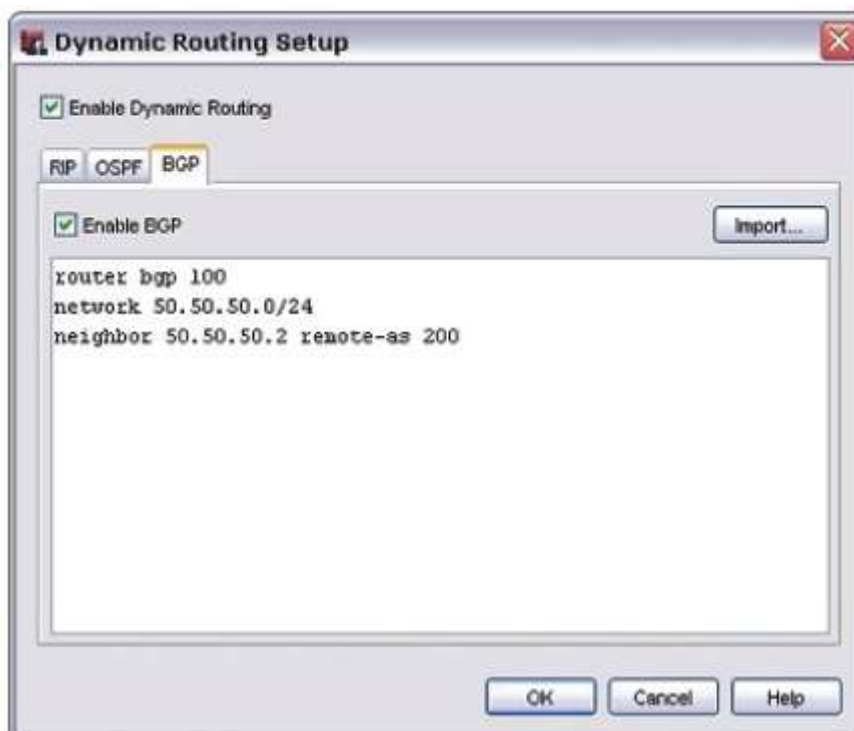 Dynamic Routing Setup
Enable Dynamic Routing
RIP OSPF BGP
Enable BGP Import...
router bgp 100
network 50.50.50.0/24
neighbor 50.50.50.2 remote-as 200
OK Cancel Help